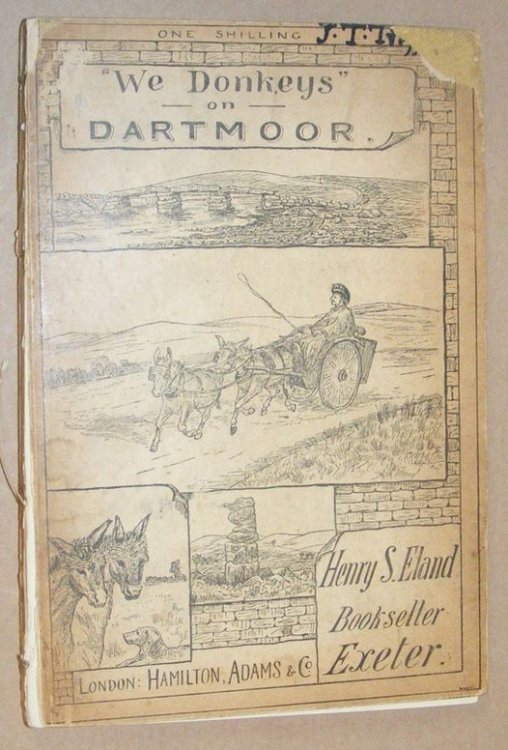 ONE SHILLING
"We Donkeys"
on
DARTMOOR.
Henry S. Eland
Bookseller
Exeter.
LONDON: HAMILTON, ADAMS & Co